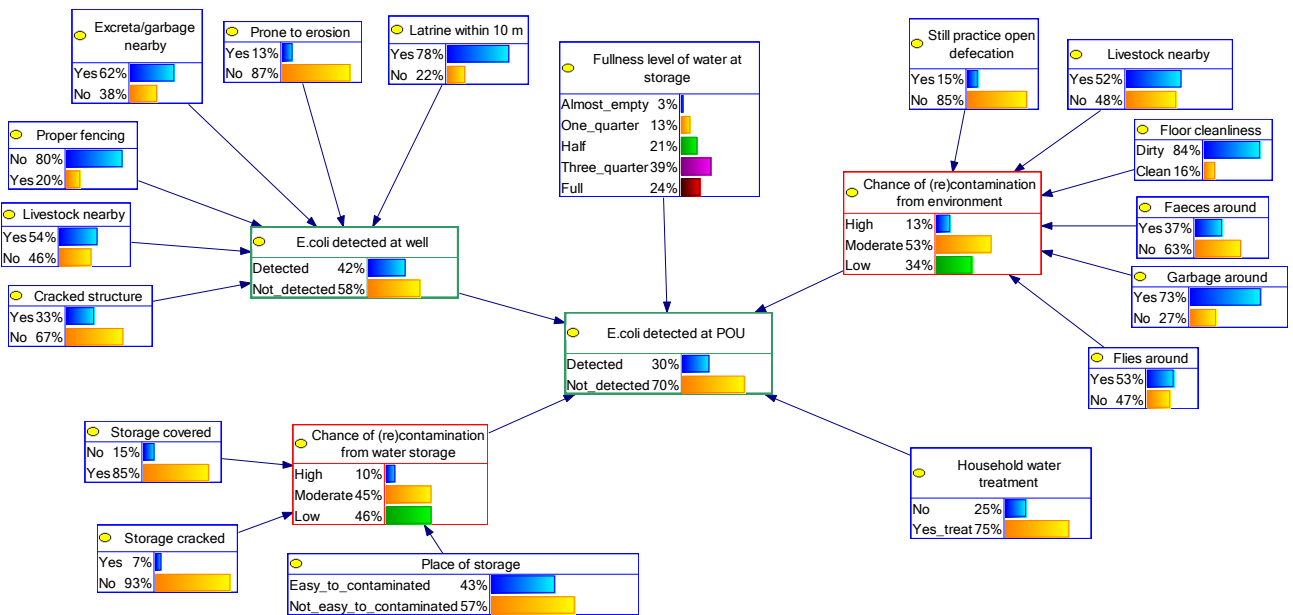 Excreta/garbage
nearby
Yes 62%
No 38%
Prone to erosion
Yes 13%
No 87%
Latrine within 10 m
Yes 78%
No 22%
Proper fencing
No 80%
Yes 20%
Livestock nearby
Yes 54%
No 46%
Cracked structure
Yes 33%
No 67%
E.coli detected at well
Detected 42%
Not_detected 58%
Fullness level of water at
storage
Almost_empty 3%
One_quarter 13%
Half 21%
Three_quarter 39%
Full 24%
Still practice open
defecation
Yes 15%
No 85%
Livestock nearby
Yes 52%
No 48%
Floor cleanliness
Dirty 84%
Clean 16%
Chance of (re)contamination
from environment
High 13%
Moderate 53%
Low 34%
Faeces around
Yes 37%
No 63%
Garbage around
Yes 73%
No 27%
Flies around
Yes 53%
No 47%
E.coli detected at POU
Detected 30%
Not_detected 70%
Storage covered
No 15%
Yes 85%
Chance of (re)contamination
from water storage
High 10%
Moderate 45%
Low 46%
Storage cracked
Yes 7%
No 93%
Place of storage
Easy_to_contaminated 43%
Not_easy_to_contaminated 57%
Household water
treatment
No 25%
Yes_treat 75%